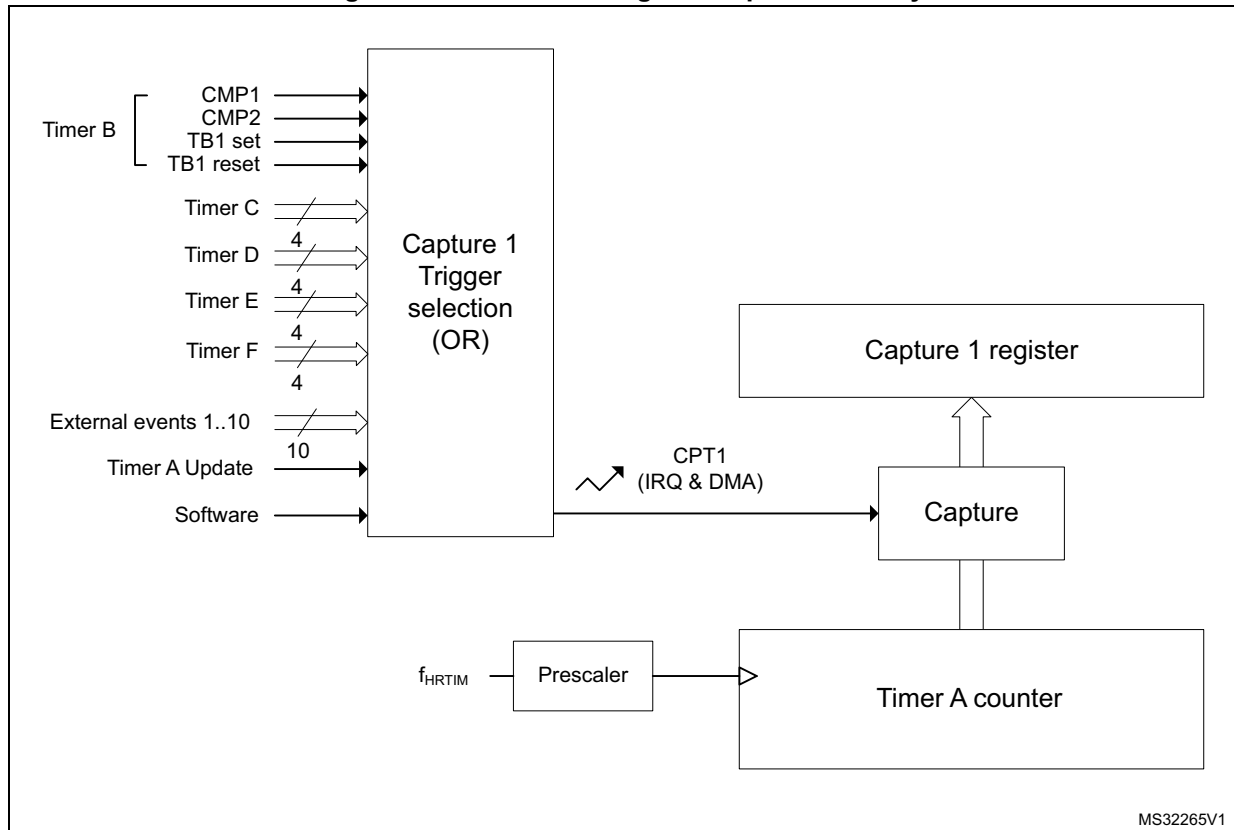 Timer B
CMP1
CMP2
TB1 set
TB1 reset
Timer C
4
Timer D
4
Timer E
4
Timer F
4
External events 1..10
10
Timer A Update
Software
Capture 1
Trigger
selection
(OR)
CPT1
(IRQ & DMA)
Capture 1 register
Capture
fHRTIM
Prescaler
Timer A counter
MS32265V1